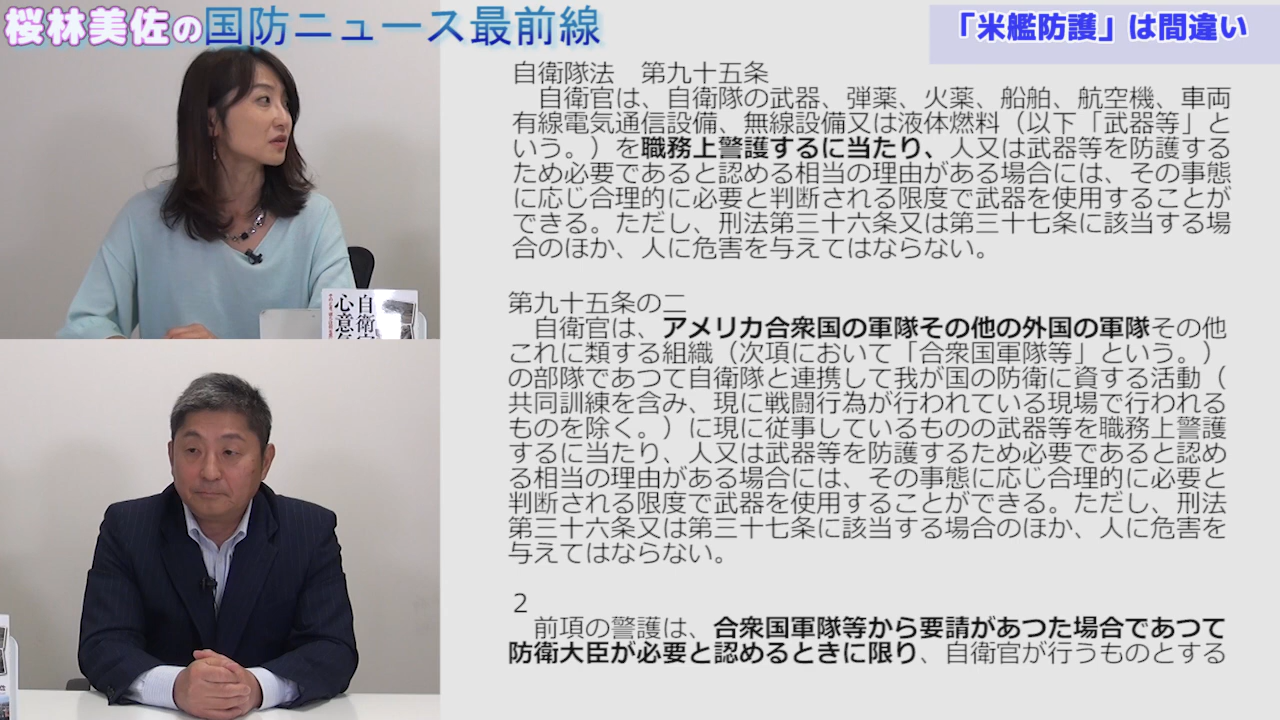 桜林美佐の国防ニュース最前線
「米艦防護」は間違い
自衛隊法　第九十五条
　自衛官は、自衛隊の武器、弾薬、火薬、船舶、航空機、車両
有線電気通信設備、無線設備又は液体燃料（以下「武器等」と
いう。）を職務上警護するに当たり、人又は武器等を防護する
ため必要であると認める相当の理由がある場合には、その事態
に応じ合理的に必要と判断される限度で武器を使用することが
できる。ただし、刑法第三十六条又は第三十七条に該当する場
合のほか、人に危害を与えてはならない。
第九十五条の二
　自衛官は、アメリカ合衆国の軍隊その他の外国の軍隊その他
これに類する組織（次項において「合衆国軍隊等」という。）
の部隊であつて自衛隊と連携して我が国の防衛に資する活動（
共同訓練を含み、現に戦闘行為が行われている現場で行われる
ものを除く。）に現に従事しているものの武器等を職務上警護
するに当たり、人又は武器等を防護するため必要であると認め
る相当の理由がある場合には、その事態に応じ合理的に必要と
判断される限度で武器を使用することができる。ただし、刑法
第三十六条又は第三十七条に該当する場合のほか、人に危害を
与えてはならない。
２
　前項の警護は、合衆国軍隊等から要請があつた場合であつて
防衛大臣が必要と認めるときに限り、自衛官が行うものとする
自衛官
心意気